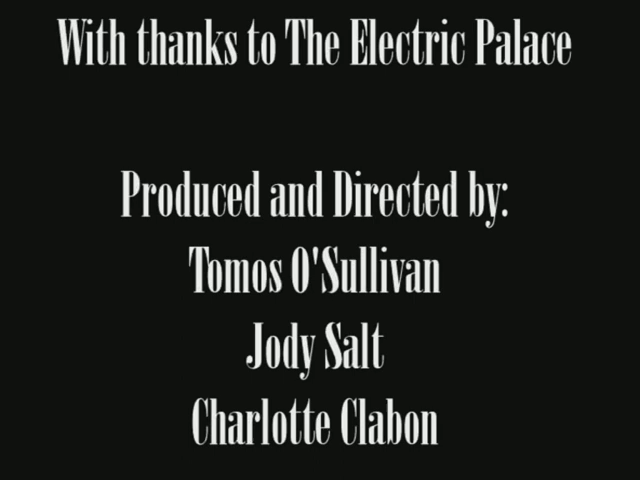 With thanks to The Electric Palace
Produced and Directed by:
Tomos O'Sullivan
Jody Salt
Charlotte Clabon